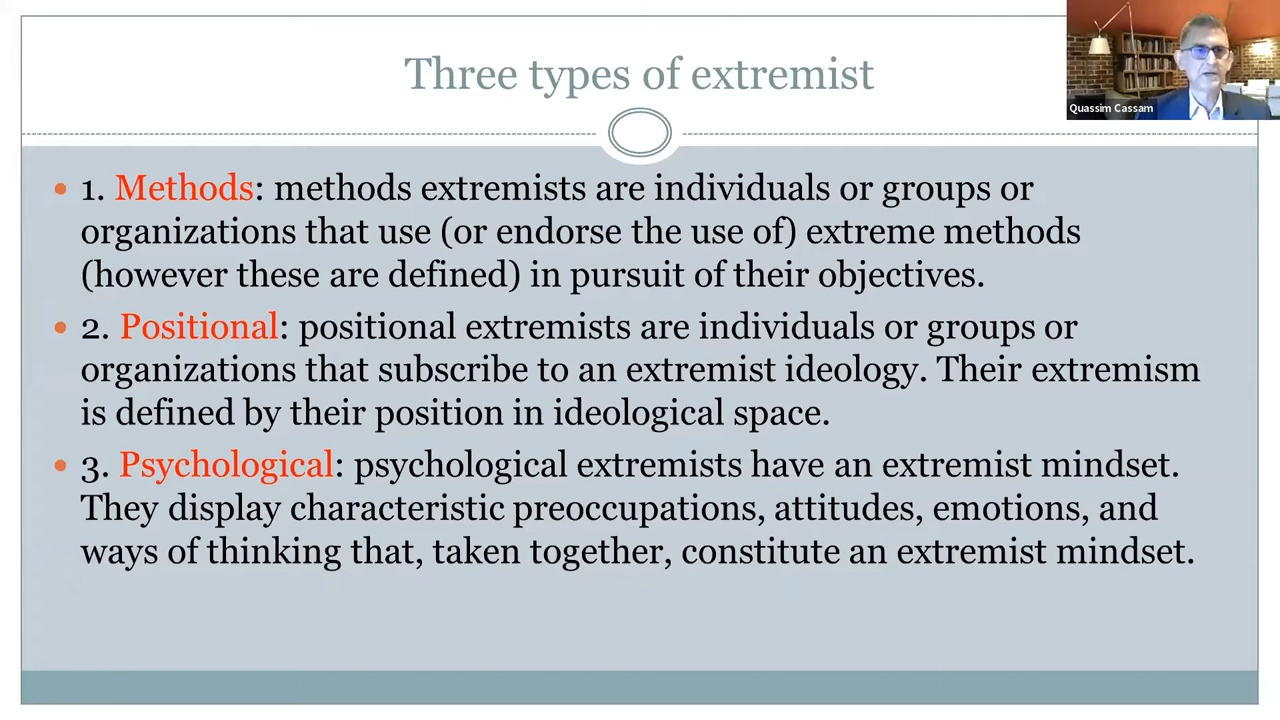 Three types of extremist
Quassim Cassam
• 1. Methods: methods extremists are individuals or groups or
organizations that use (or endorse the use of) extreme methods
(however these are defined) in pursuit of their objectives.
• 2. Positional: positional extremists are individuals or groups or
organizations that subscribe to an extremist ideology. Their extremism
is defined by their position in ideological space.
• 3. Psychological: psychological extremists have an extremist mindset.
They display characteristic preoccupations, attitudes, emotions, and
ways of thinking that, taken together, constitute an extremist mindset.